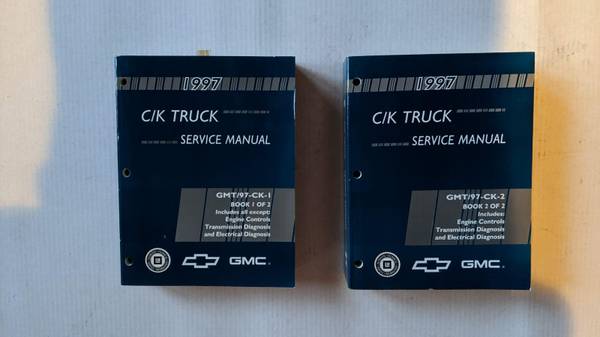 1997
C/K TRUCK
SERVICE MANUAL
GMT/97-CK-1
BOOK 1 OF 2
Includes all except:
Engine Controls
Transmission Diagnosis
and Electrical Diagnosis
GMC
1997
C/K TRUCK
SERVICE MANUAL
GMT/97-CK-2
BOOK 2 OF 2
Includes:
Engine Controls
Transmission Diagnosis
and Electrical Diagnosis
GMC